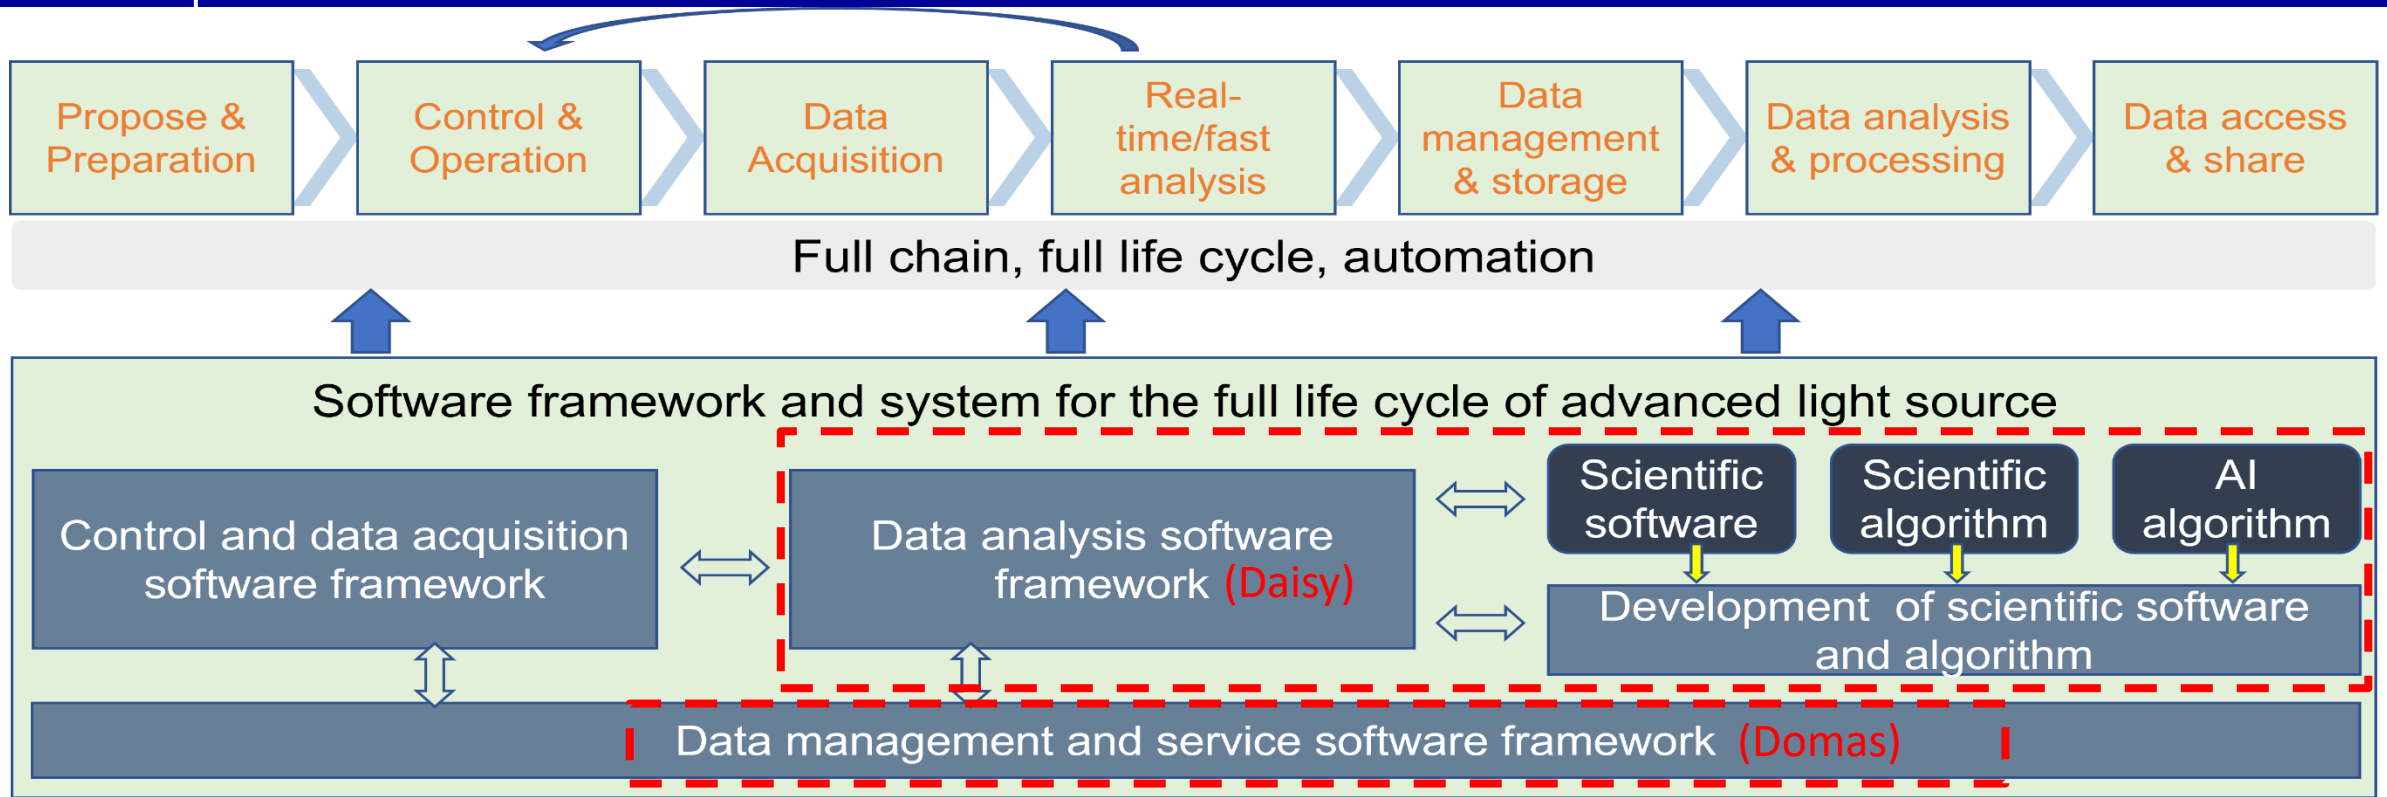 Propose &
Preparation
Control &
Operation
Data
Acquisition
Real-
time/fast
analysis
Data
management
& storage
Data analysis
& processing
Data access
& share
Full chain, full life cycle, automation
Software framework and system for the full life cycle of advanced light source
Control and data acquisition
software framework
Data analysis software
framework (Daisy)
Scientific
software
Scientific
algorithm
AI
algorithm
Development of scientific software
and algorithm
Data management and service software framework (Domas)